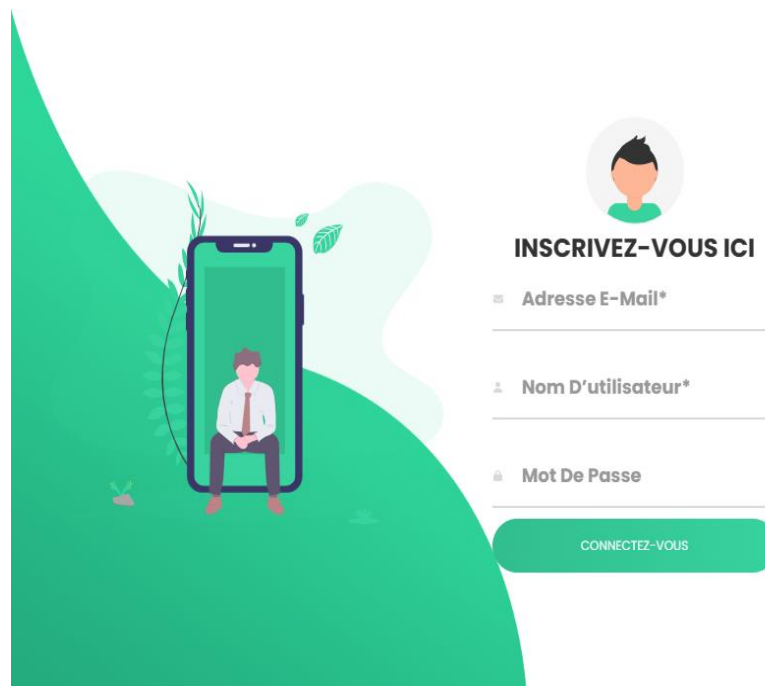 INSCRIVEZ-VOUS ICI
Adresse E-Mail*
Nom D’utilisateur*
Mot De Passe
CONNECTEZ-VOUS